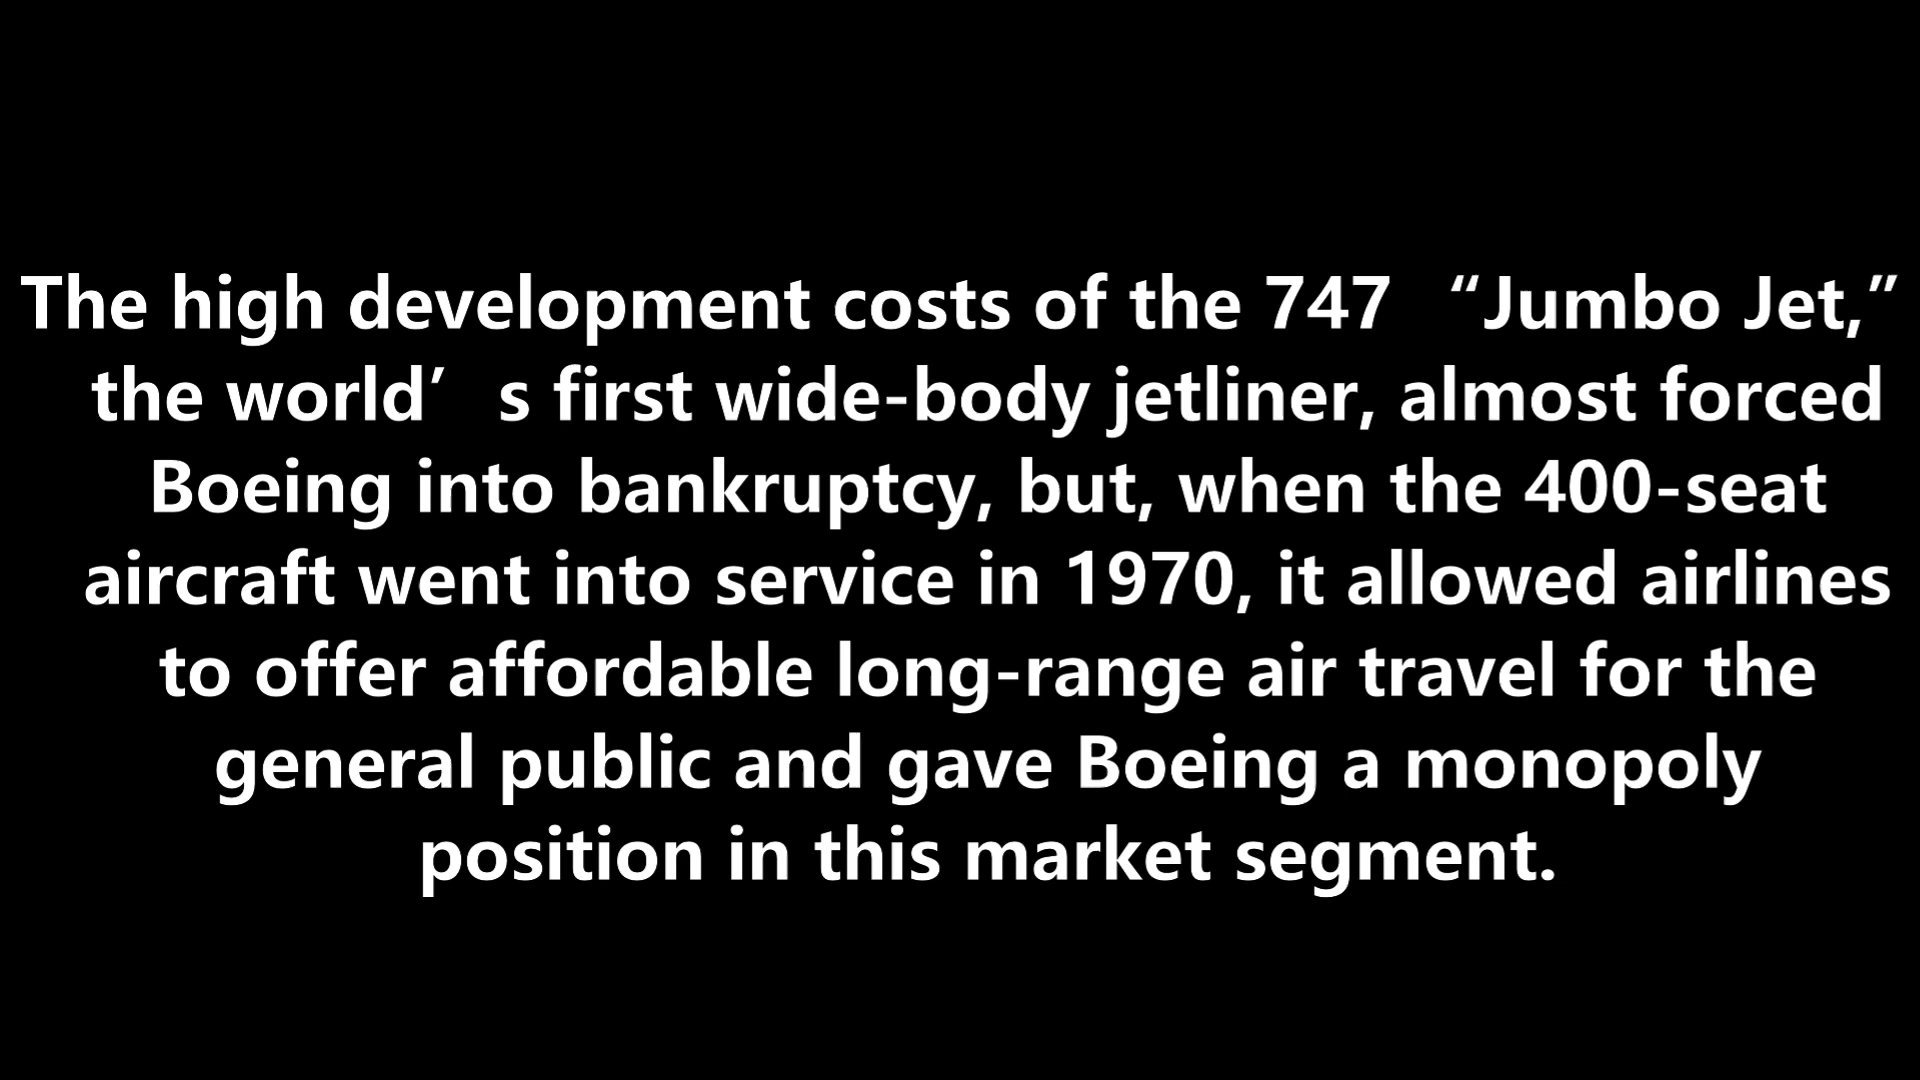 The high development costs of the 747 “Jumbo Jet,”
the world’s first wide-body jetliner, almost forced
Boeing into bankruptcy, but, when the 400-seat
aircraft went into service in 1970, it allowed airlines
to offer affordable long-range air travel for the
general public and gave Boeing a monopoly
position in this market segment.